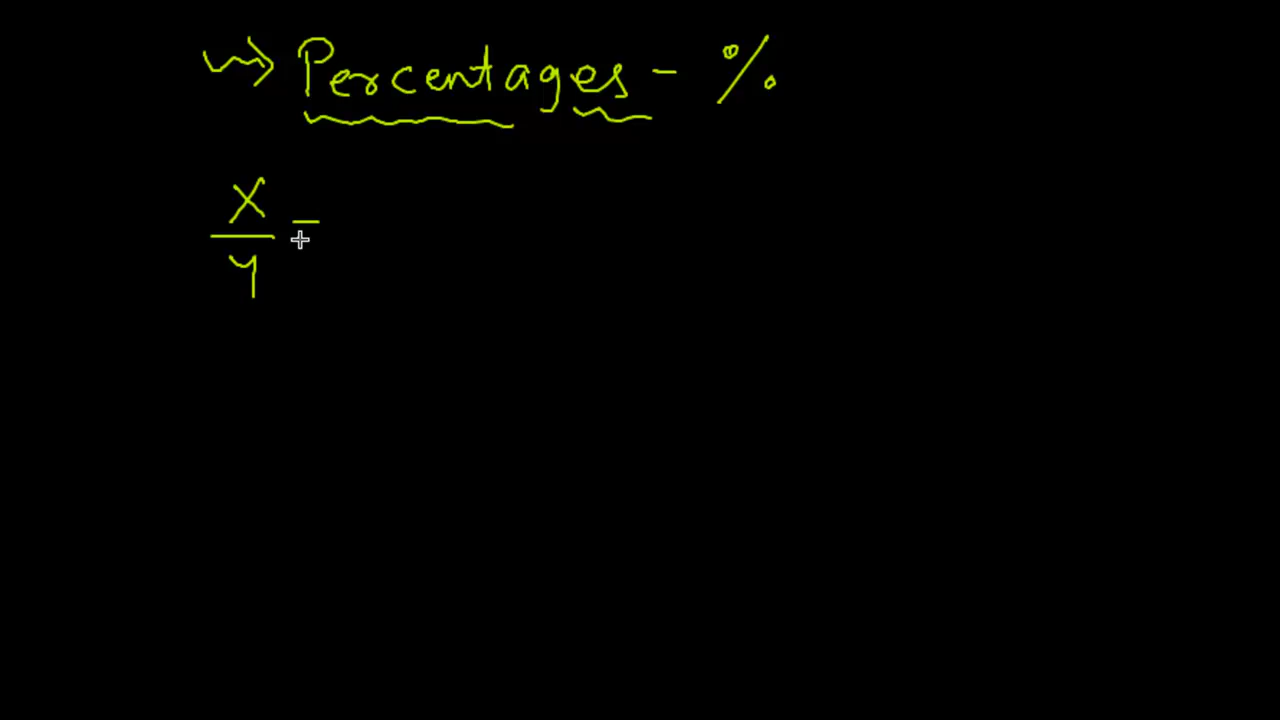 ⇝ Percentages - %
X
Y
=